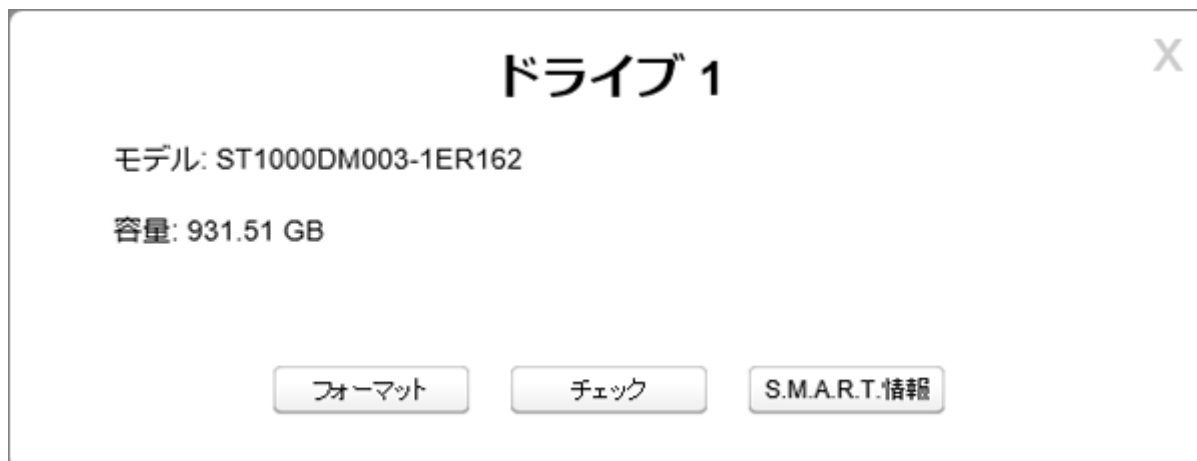 X
ドライブ 1
モデル: ST1000DM003-1ER162
容量: 931.51 GB
フォーマット チェック S.M.A.R.T.情報